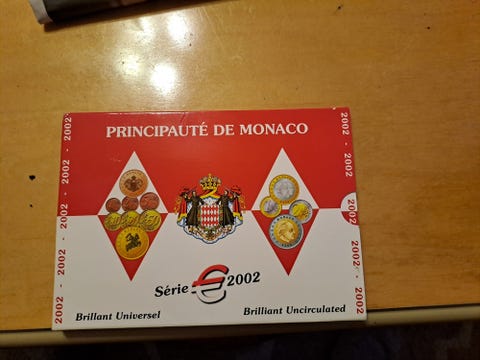 PRINCIPAUTÉ DE MONACO
2002 - 2002 - 2002 - 2002 - 2002
2002 - 2002 - 2002 - 2002 - 2002
Série € 2002
Brillant Universel
Brilliant Uncirculated